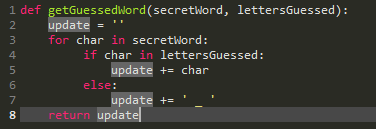 1 def getGuessedWord(secretWord, lettersGuessed):
2     update = ''
3     for char in secretWord:
4         if char in lettersGuessed:
5             update += char
6         else:
7             update += ' _ '
8     return update